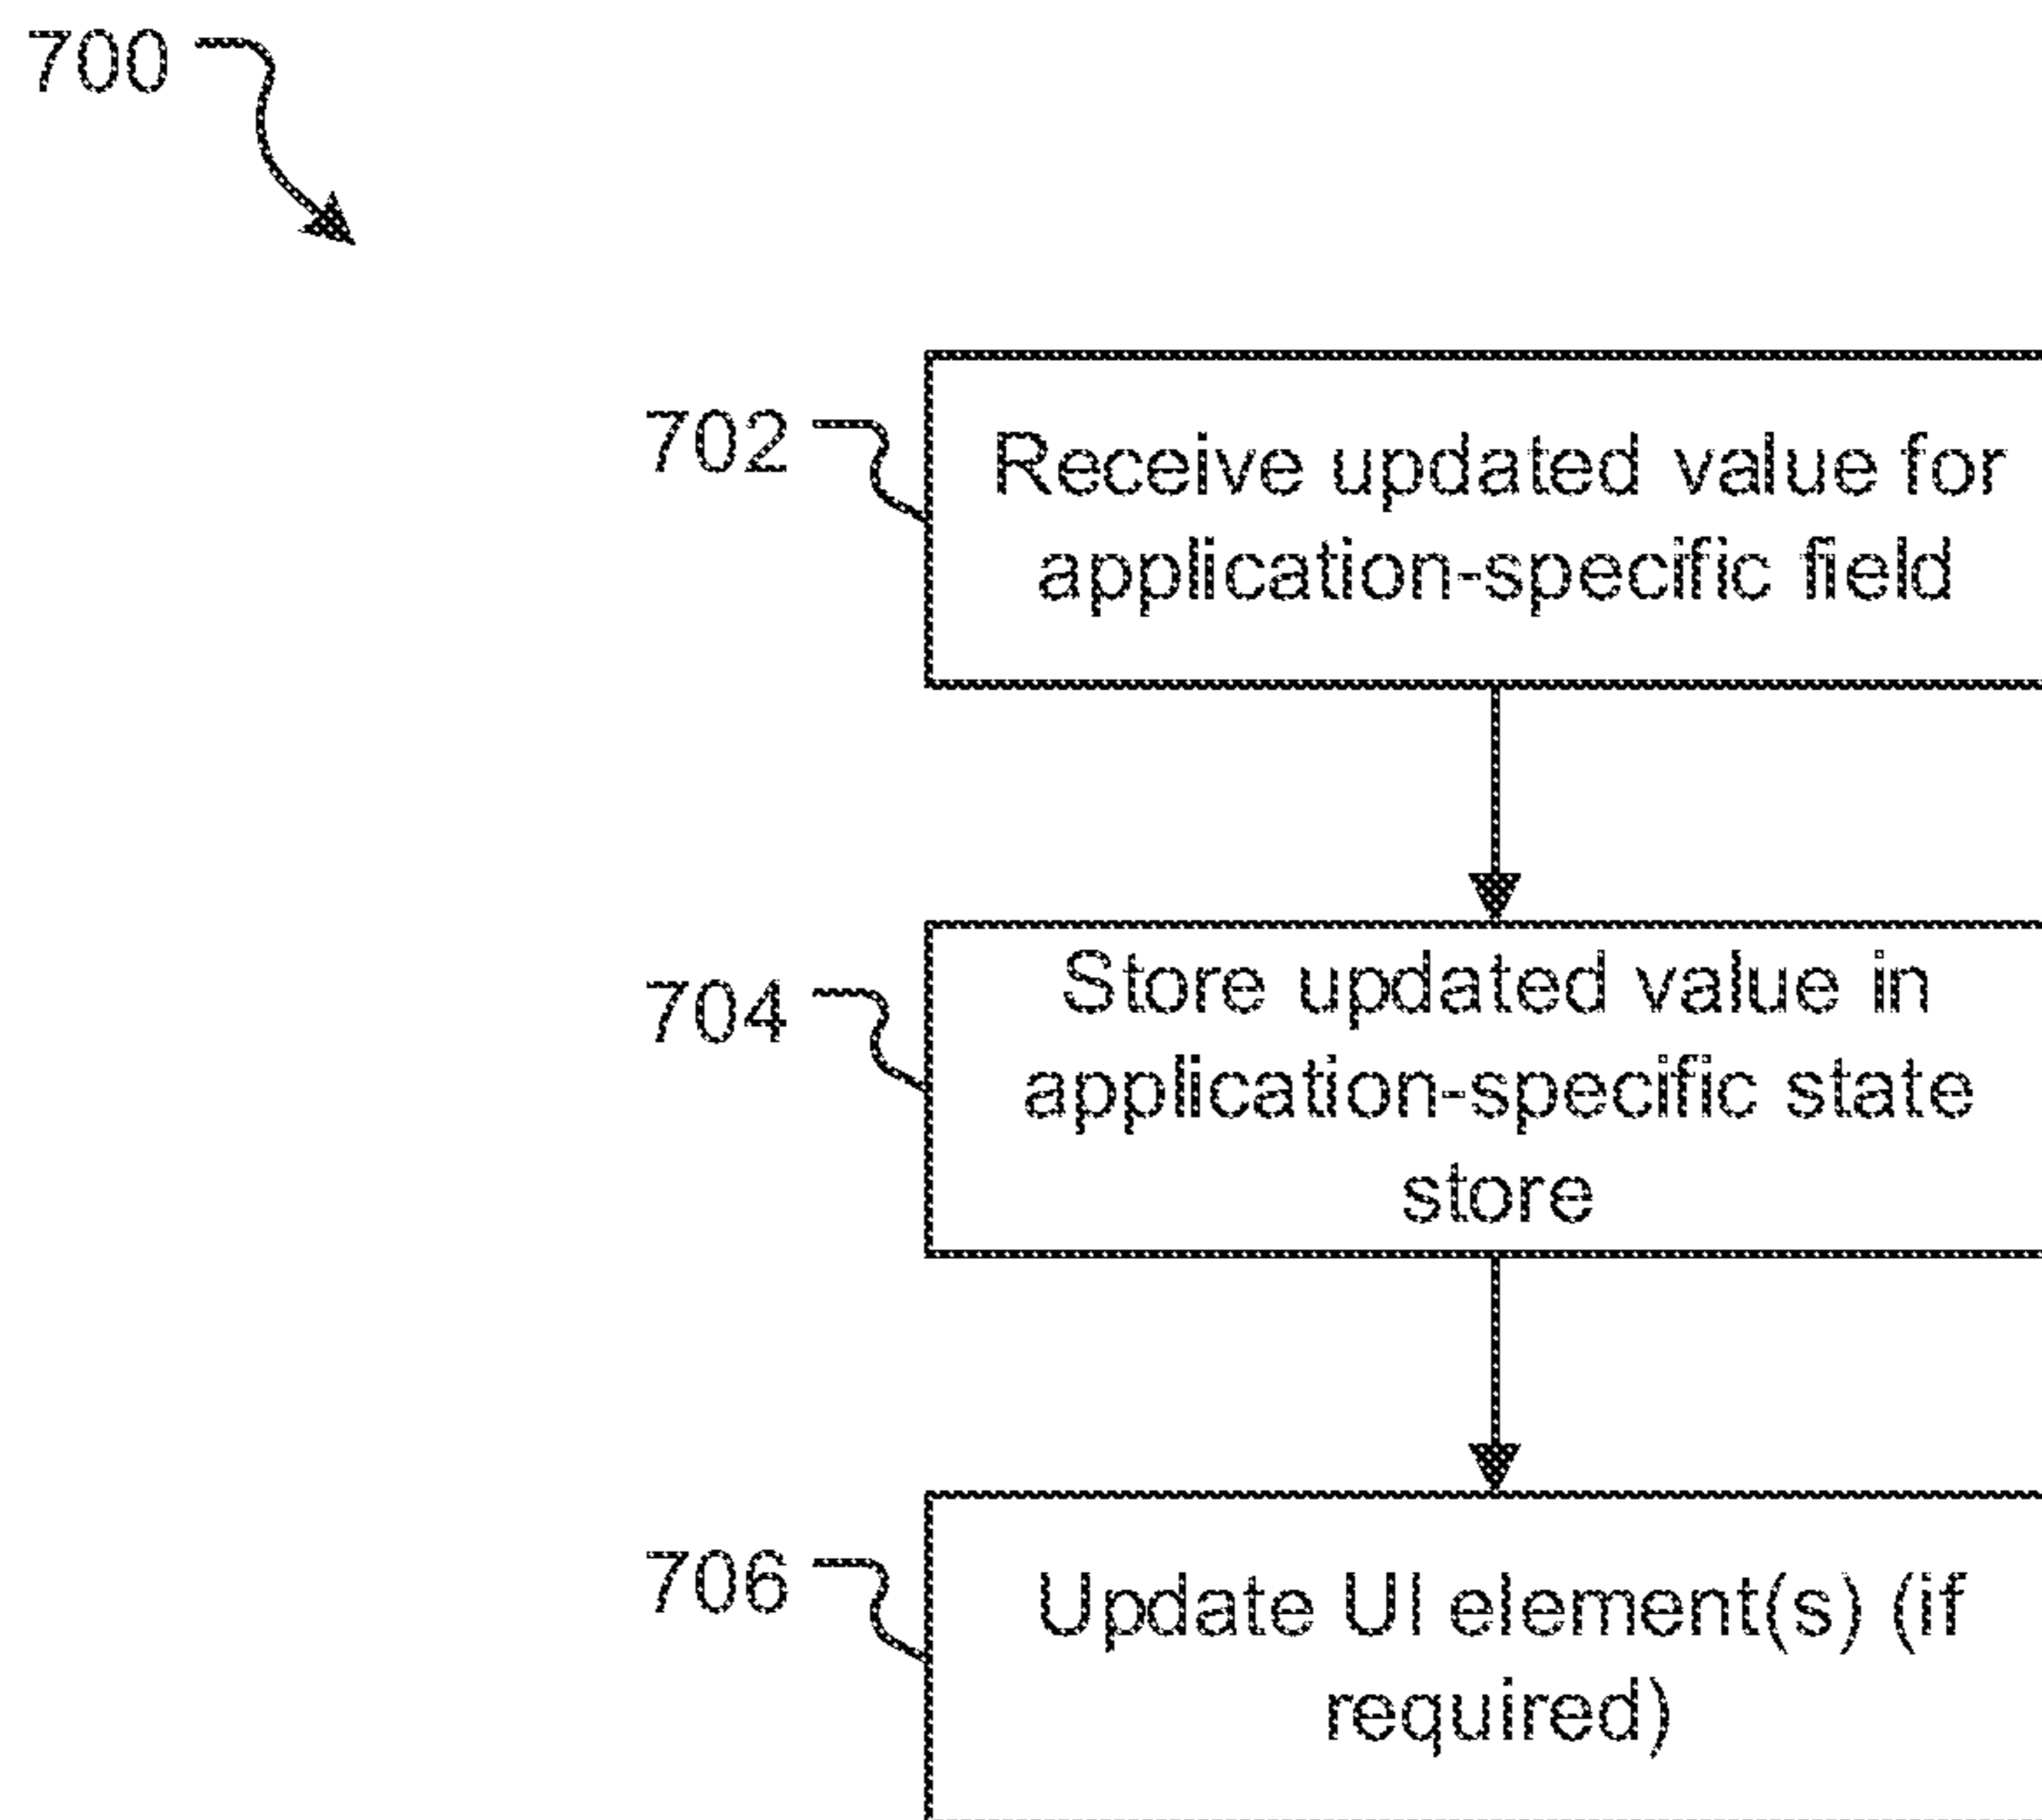 700
702
Receive updated value for
application-specific field
704
Store updated value in
application-specific state
store
706
Update UI element(s) (if
required)